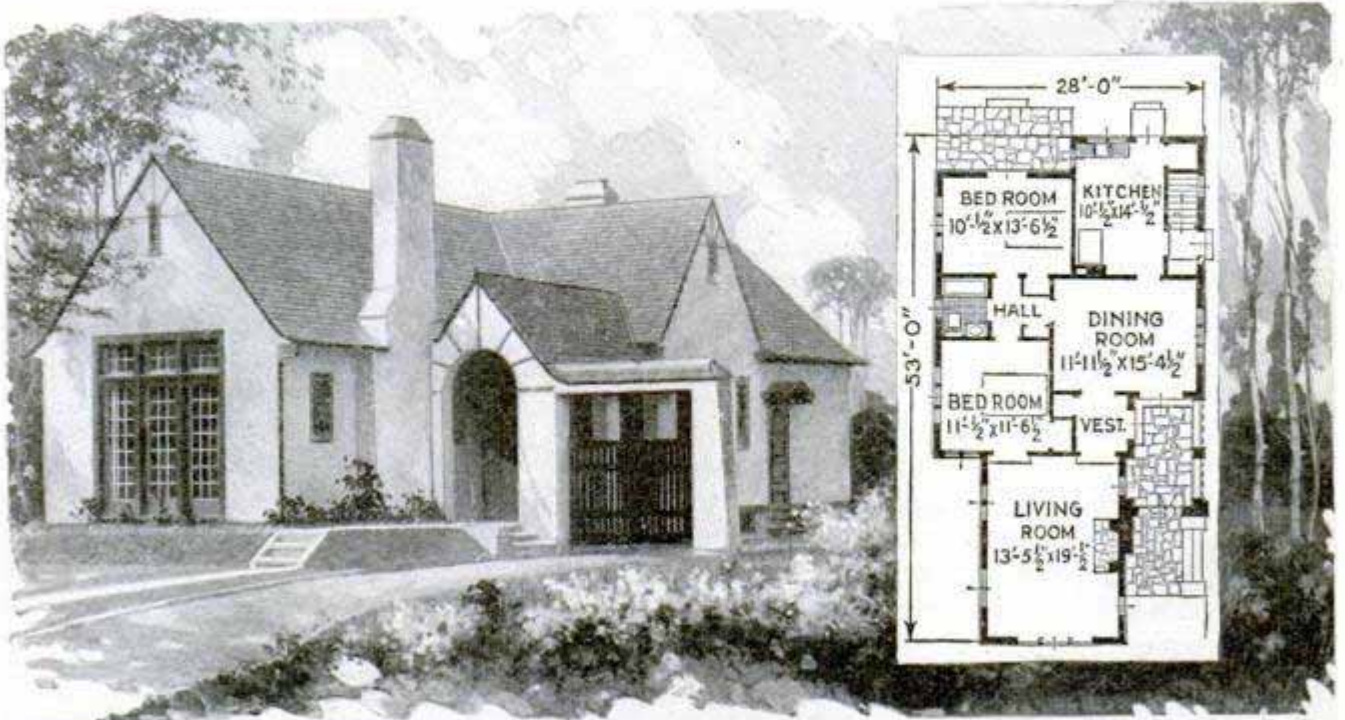 28'-0"
53'-0"
BED ROOM
10'-½"x13'-6½"
KITCHEN
10'-½"x14'-½"
HALL
DINING
ROOM
11'-11½"x15'-4½"
BED ROOM
11'-½"x11'-6½
VEST.
LIVING
ROOM
13'-5½"x19'-½"